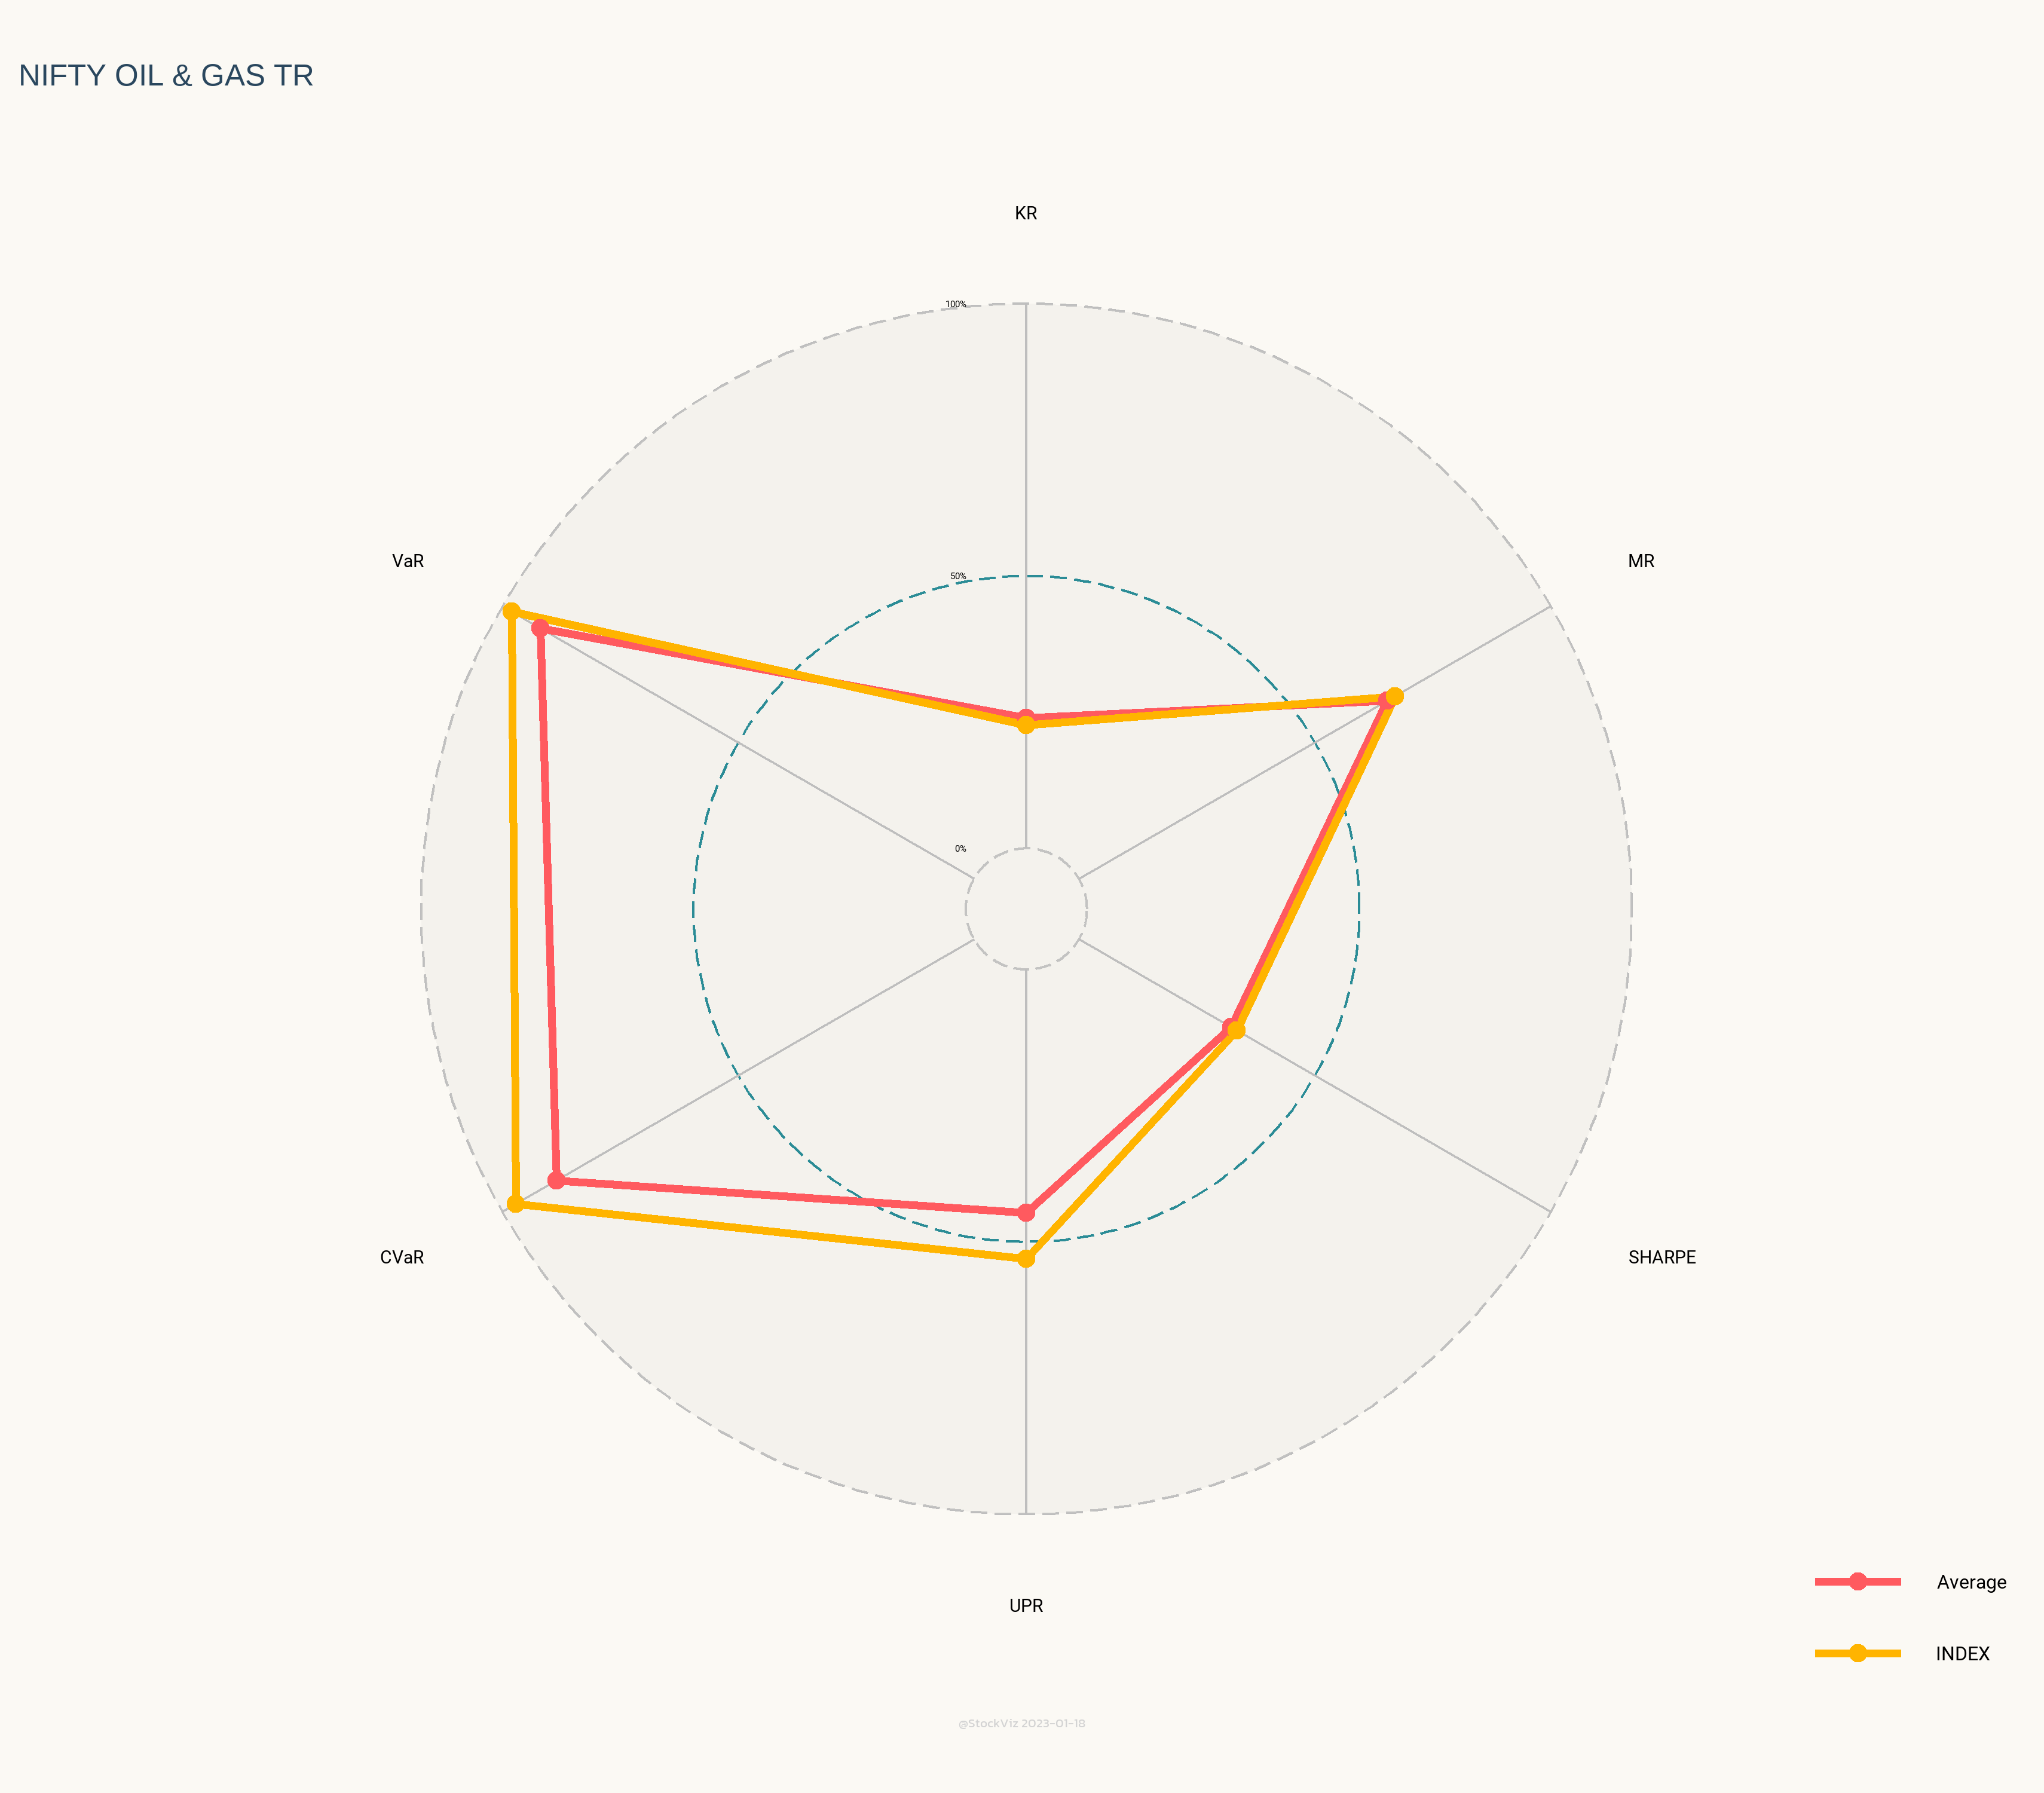 NIFTY OIL & GAS TR
KR
100%
VaR
MR
50%
0%
CVaR
SHARPE
UPR
Average
INDEX
@StockViz 2023-01-18